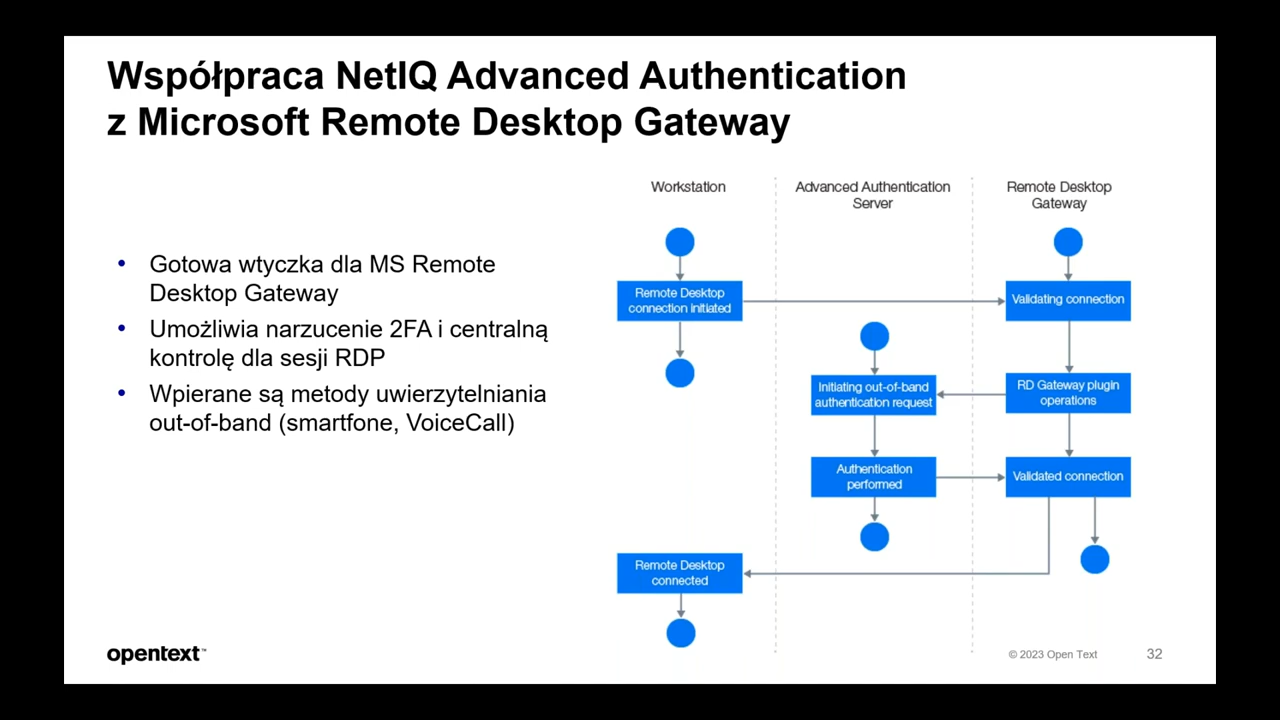 Współpraca NetIQ Advanced Authentication
z Microsoft Remote Desktop Gateway
• Gotowa wtyczka dla MS Remote
Desktop Gateway
• Umożliwia narzucenie 2FA i centralną
kontrolę dla sesji RDP
• Wpierane są metody uwierzytelniania
out-of-band (smartfone, VoiceCall)
Workstation
Advanced Authentication
Server
Remote Desktop
Gateway
Remote Desktop
connection initiated
Validating connection
Initiating out-of-band
authentication request
RD Gateway plugin
operations
Authentication
performed
Validated connection
Remote Desktop
connected
opentext™
© 2023 Open Text
32